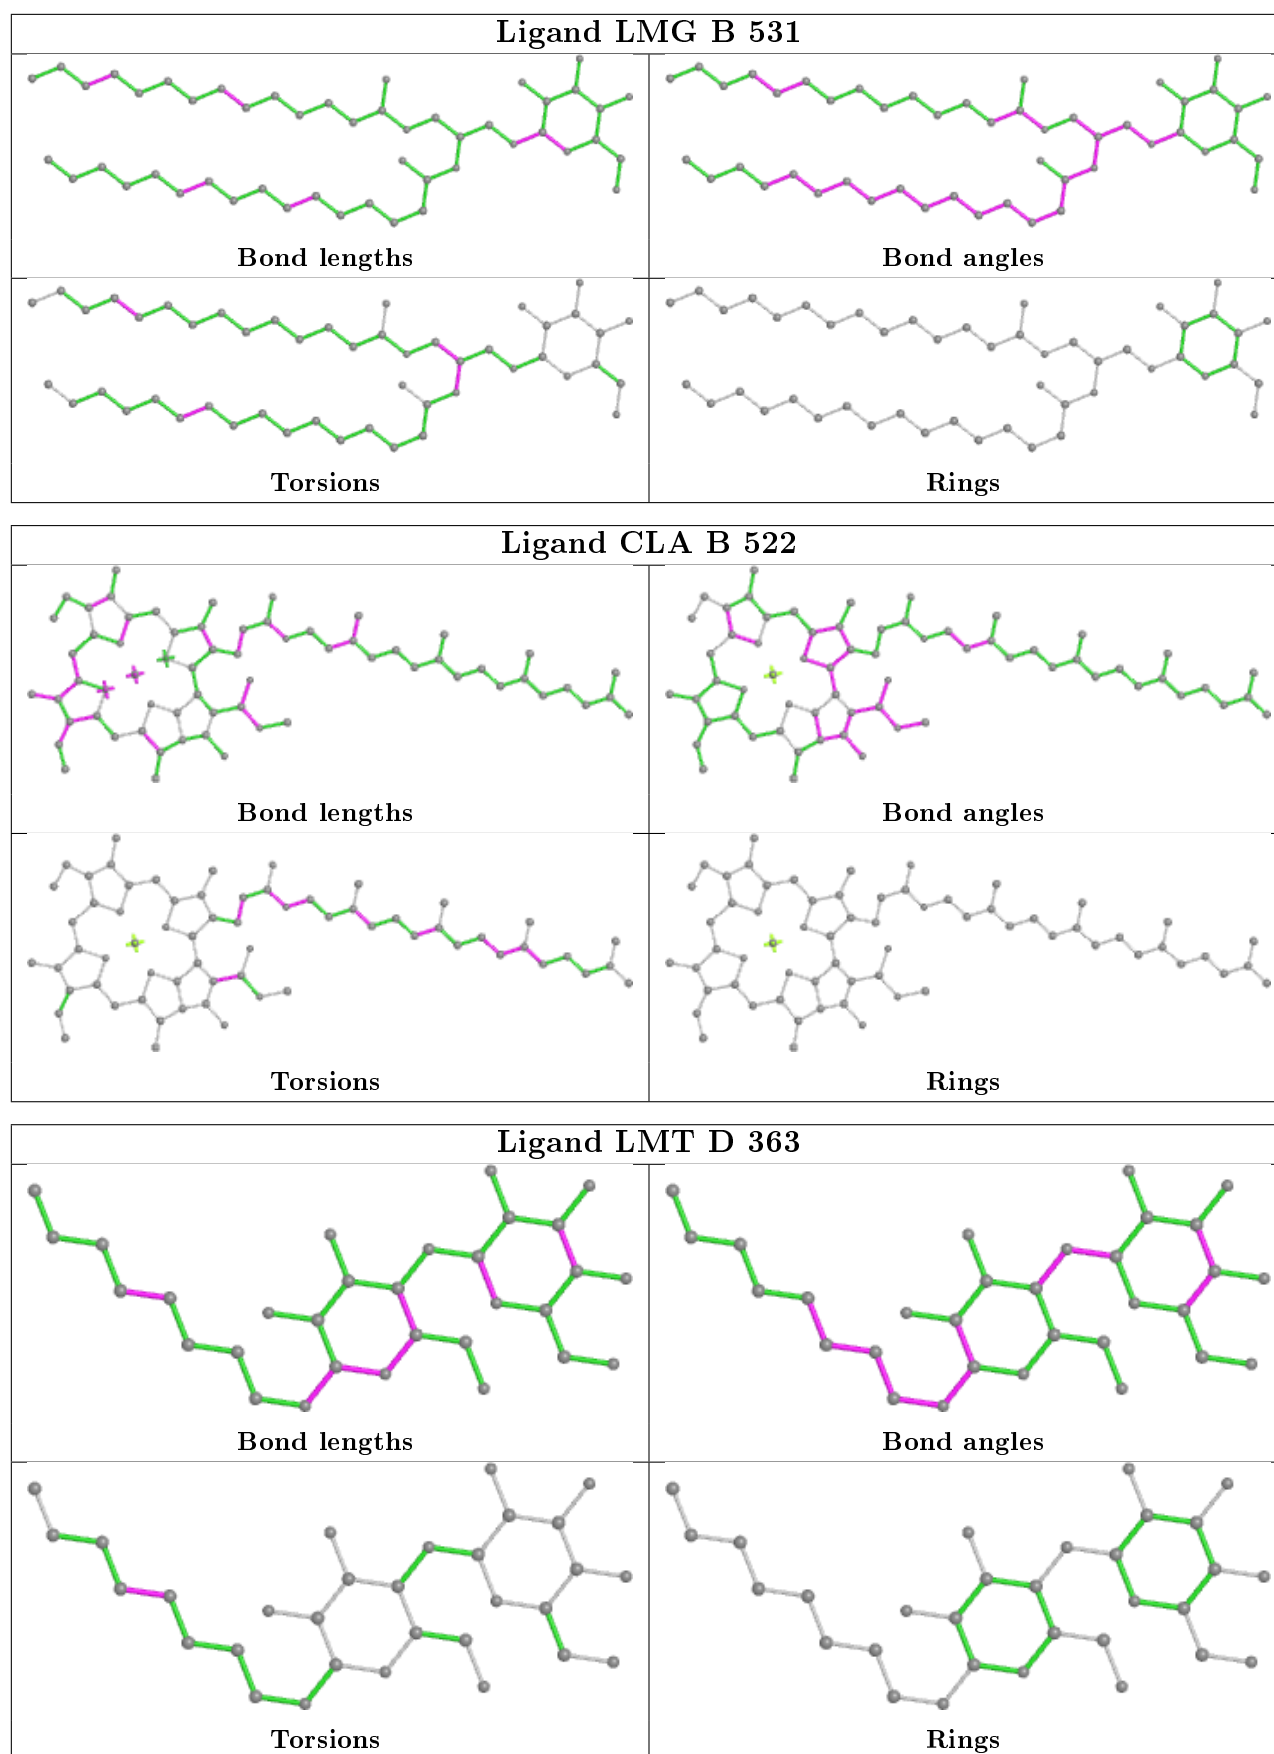 Ligand LMG B 531
Bond lengths
Bond angles
Torsions
Rings
Ligand CLA B 522
Bond lengths
Bond angles
Torsions
Rings
Ligand LMT D 363
Bond lengths
Bond angles
Torsions
Rings